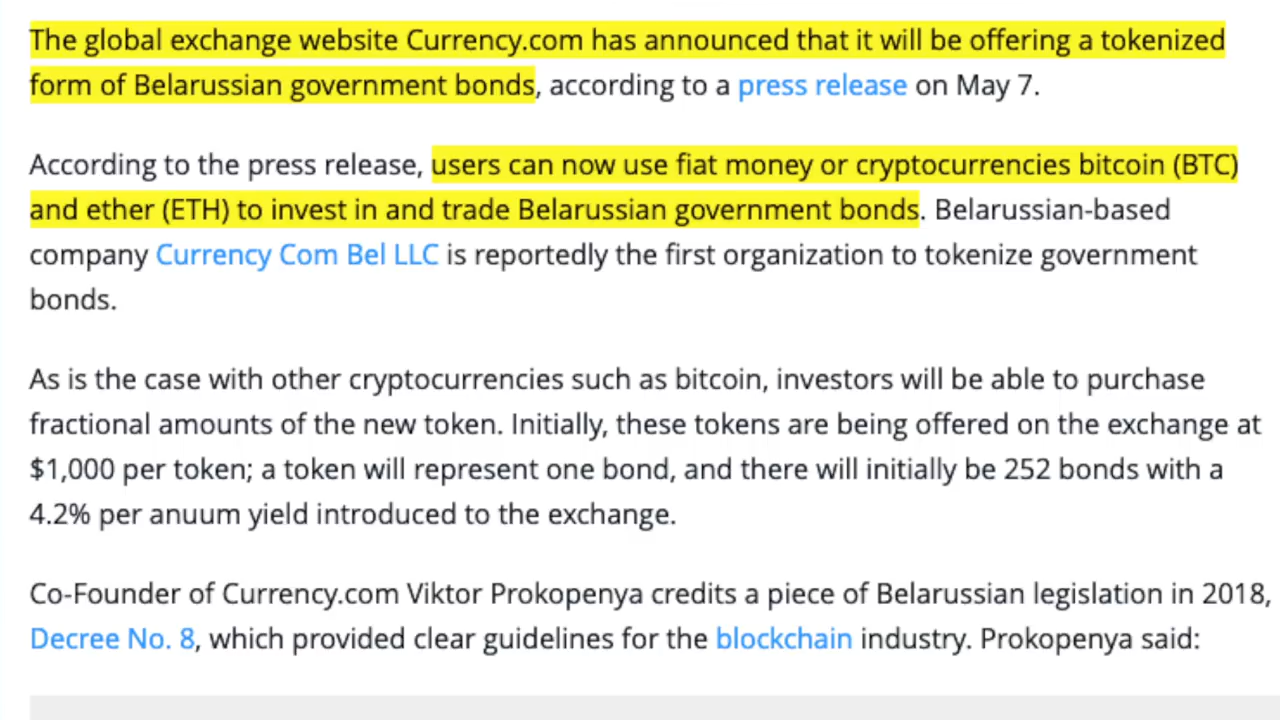 The global exchange website Currency.com has announced that it will be offering a tokenized
form of Belarussian government bonds, according to a press release on May 7.
According to the press release, users can now use fiat money or cryptocurrencies bitcoin (BTC)
and ether (ETH) to invest in and trade Belarussian government bonds. Belarussian-based
company Currency Com Bel LLC is reportedly the first organization to tokenize government
bonds.
As is the case with other cryptocurrencies such as bitcoin, investors will be able to purchase
fractional amounts of the new token. Initially, these tokens are being offered on the exchange at
$1,000 per token; a token will represent one bond, and there will initially be 252 bonds with a
4.2% per anuum yield introduced to the exchange.
Co-Founder of Currency.com Viktor Prokopenya credits a piece of Belarussian legislation in 2018,
Decree No. 8, which provided clear guidelines for the blockchain industry. Prokopenya said: